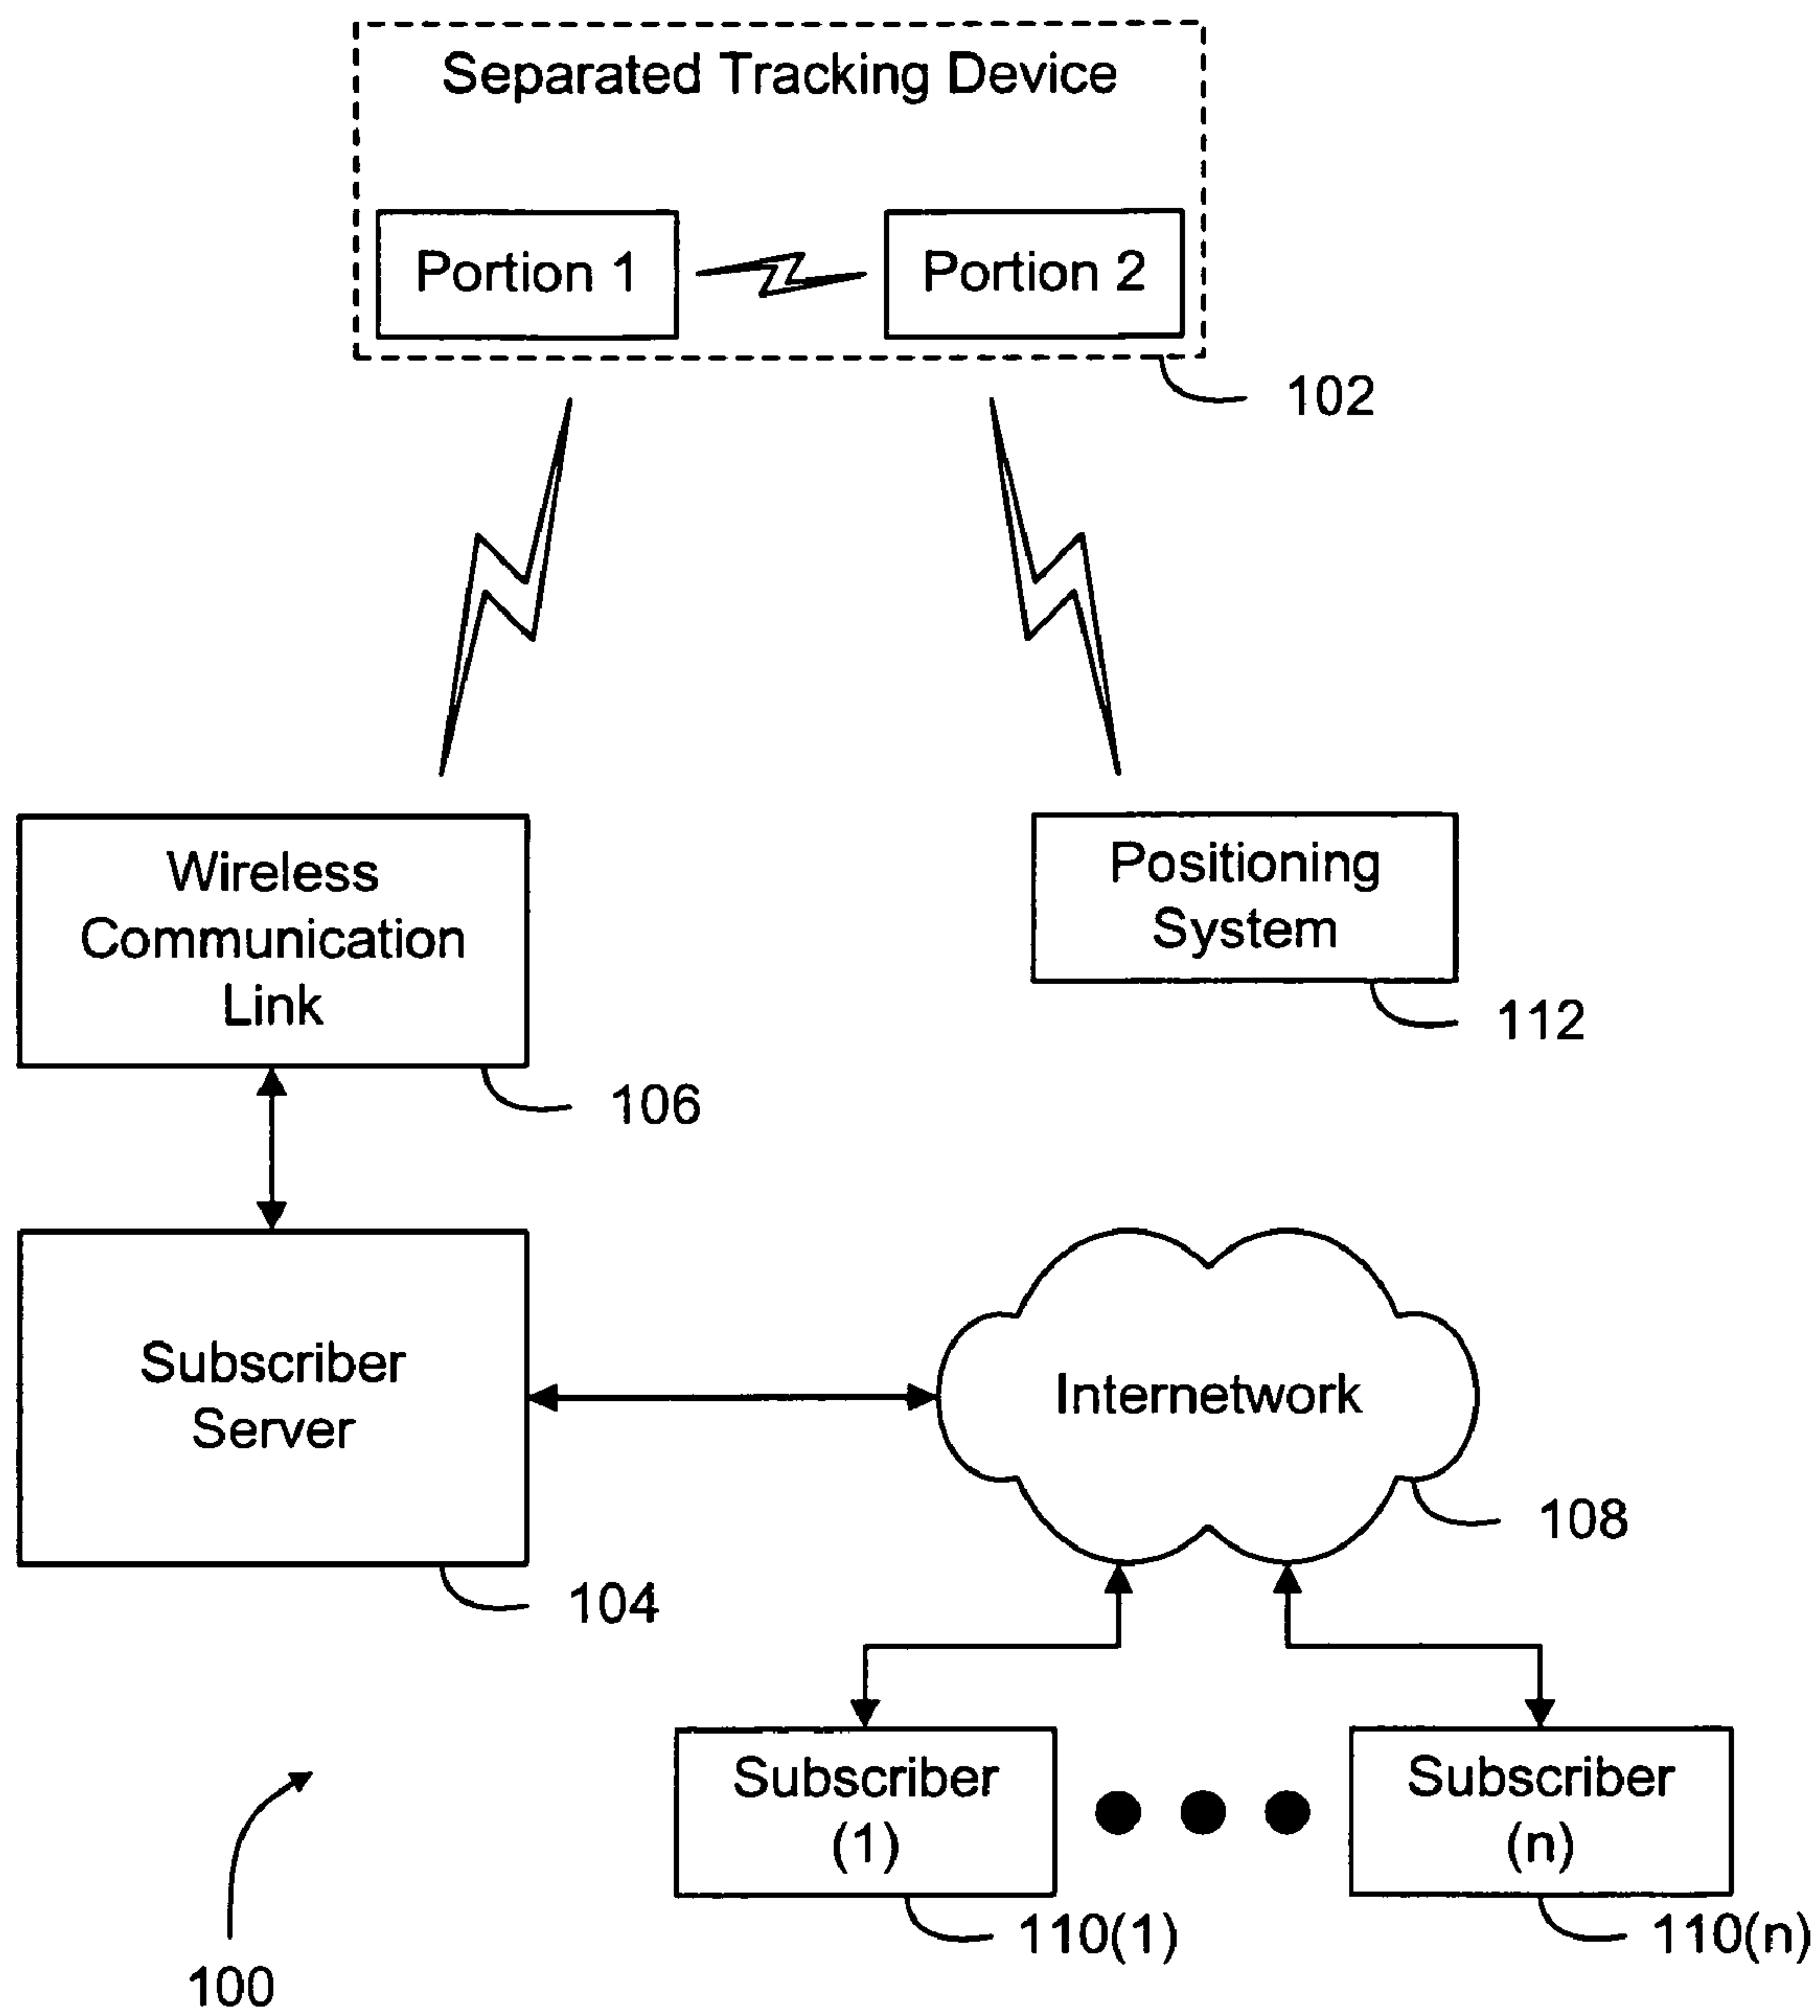 Separated Tracking Device
Portion 1
Portion 2
102
Wireless
Communication
Link
106
Positioning
System
112
Subscriber
Server
104
Internetwork
108
Subscriber
(1)
110(1)
Subscriber
(n)
110(n)
100